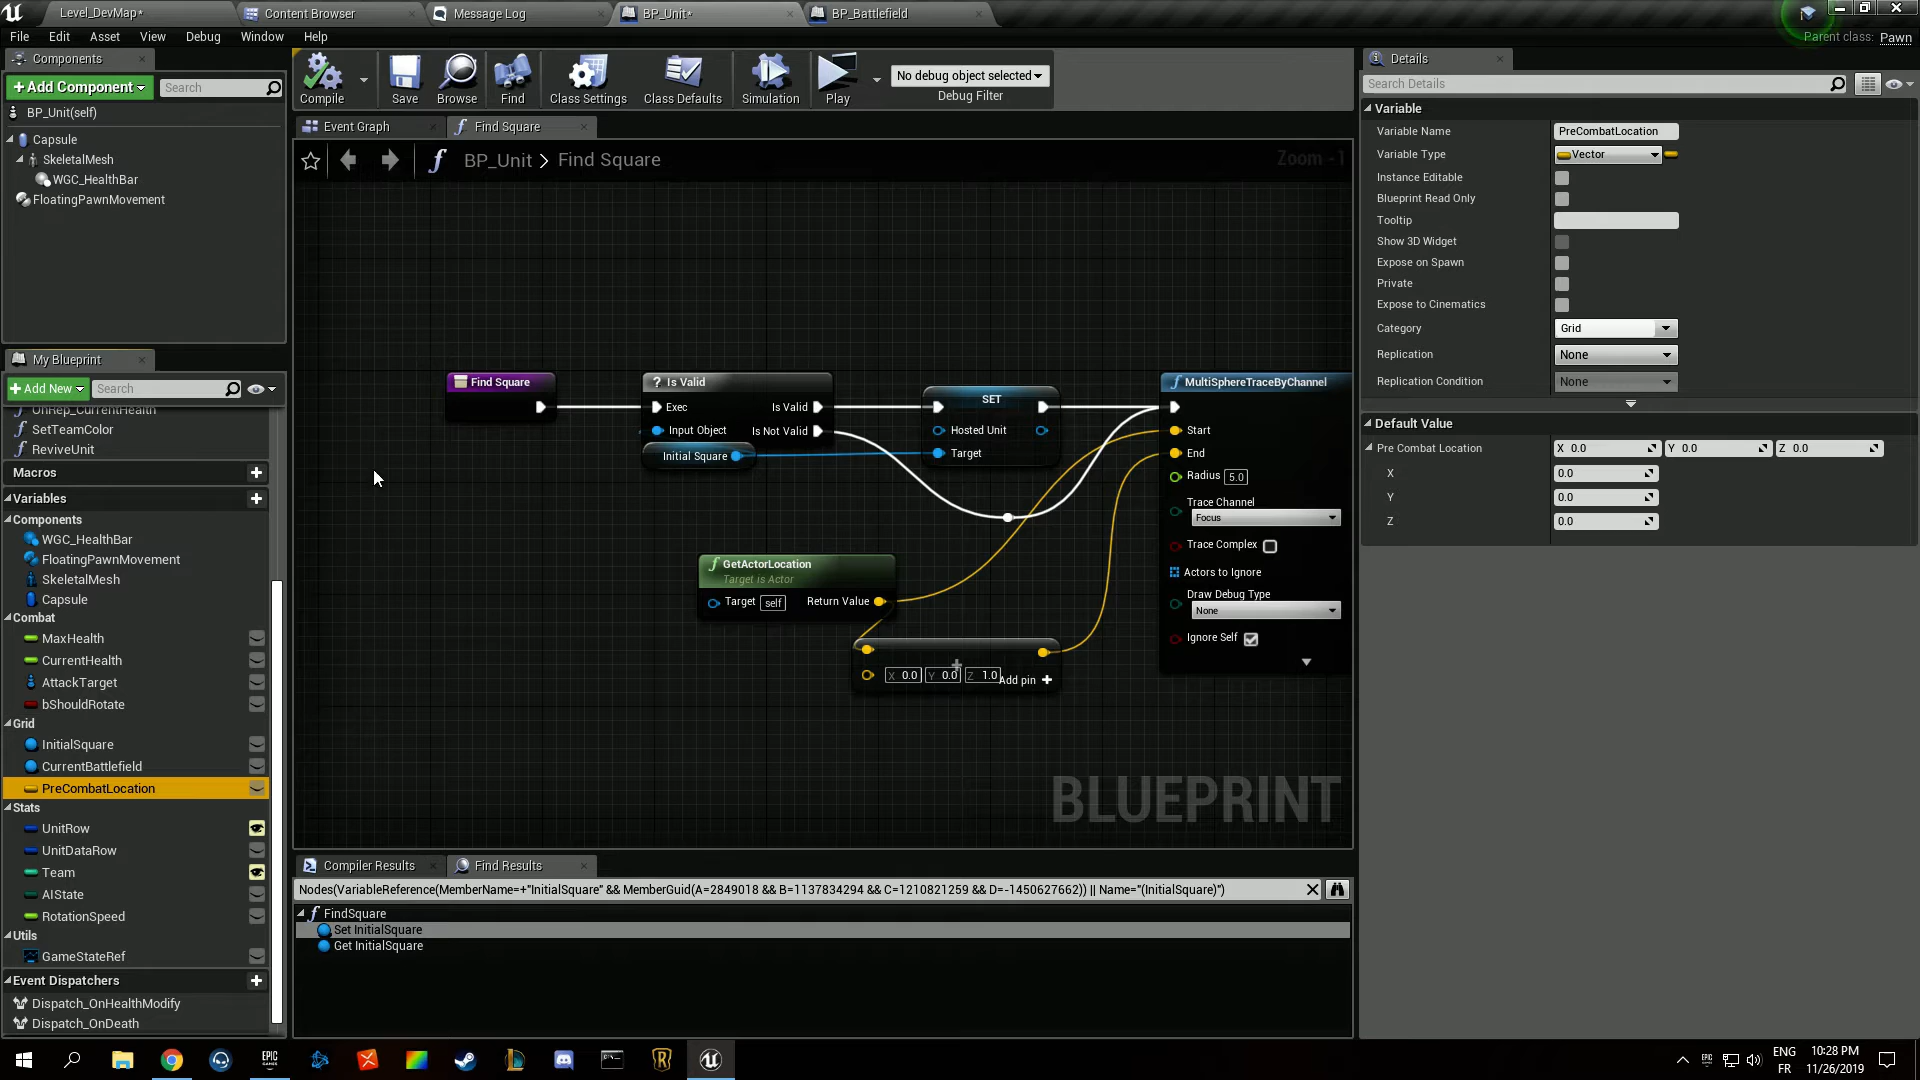 Level_DevMap*
Content Browser
Message Log
BP_Unit*
BP_Battlefield
File Edit Asset View Debug Window Help
Parent class: Pawn
Components
+Add Component
Search
BP_Unit(self)
Capsule
SkeletalMesh
WGC_HealthBar
FloatingPawnMovement
Compile
Save
Browse
Find
Class Settings
Class Defaults
Simulation
Play
No debug object selected
Debug Filter
Event Graph
Find Square
BP_Unit > Find Square
Zoom -1
Find Square
Is Valid
Exec
Is Valid
Input Object
Is Not Valid
Initial Square
SET
Hosted Unit
Target
MultiSphereTraceByChannel
Start
End
Radius 5.0
Trace Channel
Focus
Trace Complex
Actors to Ignore
Draw Debug Type
None
Ignore Self
GetActorLocation
Target is Actor
Target self
Return Value
X 0.0 Y 0.0 Z 1.0
Add pin +
BLUEPRINT
My Blueprint
+Add New
Search
OnRep_CurrentHealth
SetTeamColor
ReviveUnit
Macros
Variables
Components
WGC_HealthBar
FloatingPawnMovement
SkeletalMesh
Capsule
Combat
MaxHealth
CurrentHealth
AttackTarget
bShouldRotate
Grid
InitialSquare
CurrentBattlefield
PreCombatLocation
Stats
UnitRow
UnitDataRow
Team
AIState
RotationSpeed
Utils
GameStateRef
Event Dispatchers
Dispatch_OnHealthModify
Dispatch_OnDeath
Compiler Results
Find Results
Nodes(VariableReference(MemberName=+"InitialSquare" && MemberGuid(A=2849018 && B=1137834294 && C=1210821259 && D=-1450627662)) || Name="(InitialSquare)")
FindSquare
Set InitialSquare
Get InitialSquare
Details
Search Details
Variable
Variable Name PreCombatLocation
Variable Type Vector
Instance Editable
Blueprint Read Only
Tooltip
Show 3D Widget
Expose on Spawn
Private
Expose to Cinematics
Category Grid
Replication None
Replication Condition None
Default Value
Pre Combat Location X 0.0 Y 0.0 Z 0.0
X 0.0
Y 0.0
Z 0.0
EPIC GAMES
ENG
FR
10:28 PM
11/26/2019